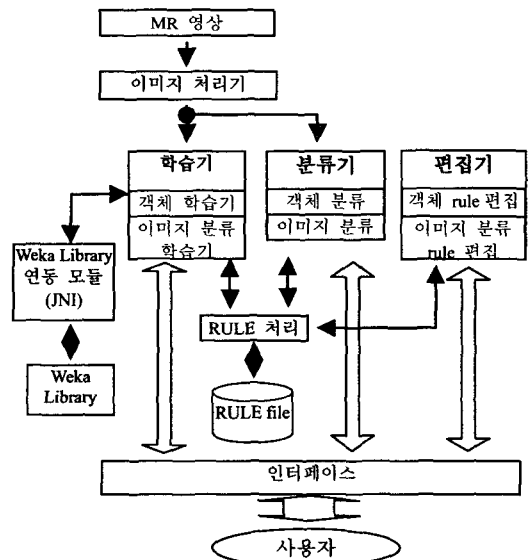 MR 영상
이미지 처리기
학습기
객체 학습기
이미지 분류
학습기
분류기
객체 분류
이미지 분류
편집기
객체 rule 편집
이미지 분류
rule 편집
Weka Library
연동 모듈
(JNI)
Weka
Library
RULE 처리
RULE file
인터페이스
사용자